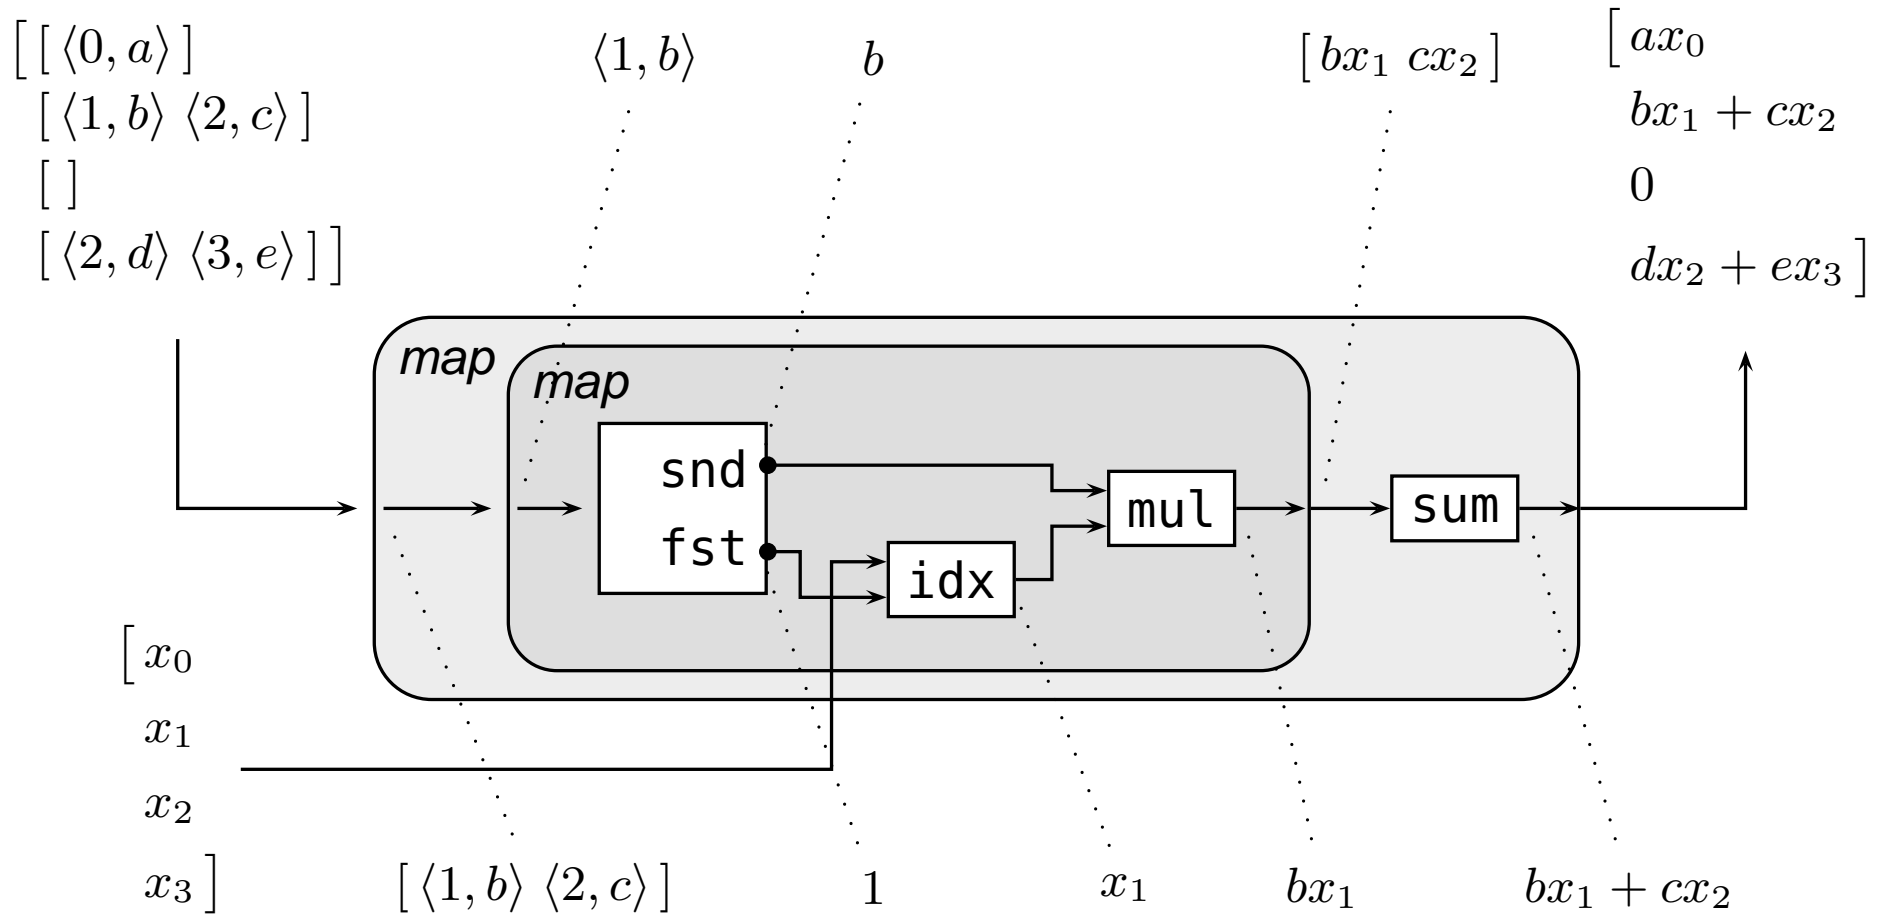 [ [ ⟨0, a⟩ ]
[ ⟨1, b⟩ ⟨2, c⟩ ]
[ ]
[ ⟨2, d⟩ ⟨3, e⟩ ] ]
⟨1, b⟩
b
[ bx₁ cx₂ ]
[ ax₀
bx₁ + cx₂
0
dx₂ + ex₃ ]
map
map
snd
fst
idx
mul
sum
[ x₀
x₁
x₂
x₃ ]
[ ⟨1, b⟩ ⟨2, c⟩ ]
1
x₁
bx₁
bx₁ + cx₂